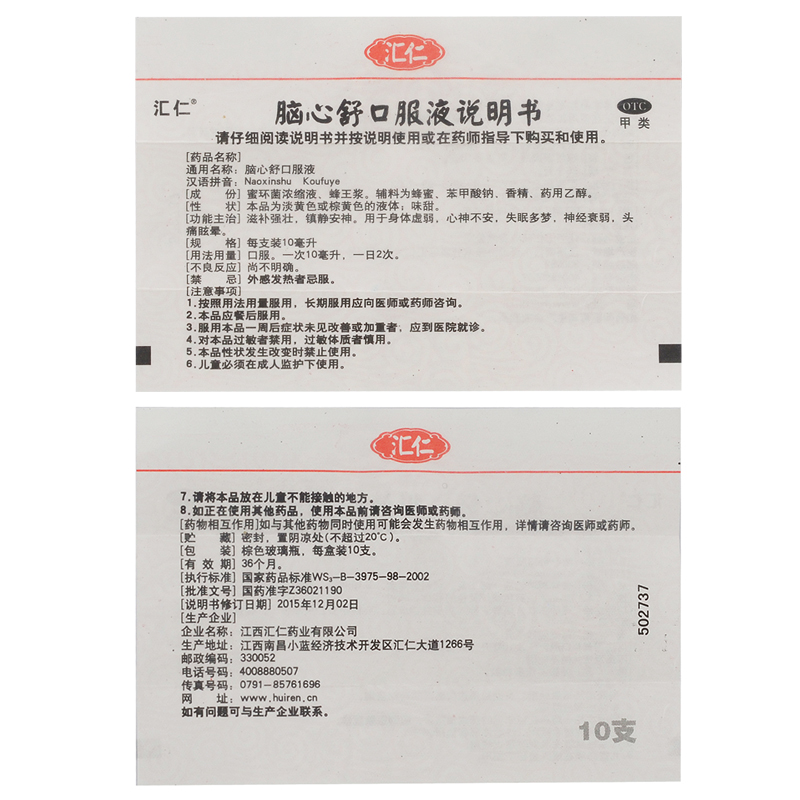 汇仁
汇仁®
脑心舒口服液说明书
OTC
甲类
请仔细阅读说明书并按说明使用或在药师指导下购买和使用。
[药品名称]
通用名称：脑心舒口服液
汉语拼音：Naoxinshu Koufuye
[成 份] 蜜环菌浓缩液、蜂王浆。辅料为蜂蜜、苯甲酸钠、香精、药用乙醇。
[性 状] 本品为淡黄色或棕黄色的液体；味甜。
[功能主治] 滋补强壮，镇静安神。用于身体虚弱，心神不安，失眠多梦，神经衰弱，头
痛眩晕。
[规 格] 每支装10毫升
[用法用量] 口服。一次10毫升，一日2次。
[不良反应] 尚不明确。
[禁 忌] 外感发热者忌服。
[注意事项]
1.按照用法用量服用，长期服用应向医师或药师咨询。
2.本品应餐后服用。
3.服用本品一周后症状未见改善或加重者，应到医院就诊。
4.对本品过敏者禁用，过敏体质者慎用。
5.本品性状发生改变时禁止使用。
6.儿童必须在成人监护下使用。
汇仁
7.请将本品放在儿童不能接触的地方。
8.如正在使用其他药品，使用本品前请咨询医师或药师。
[药物相互作用]如与其他药物同时使用可能会发生药物相互作用，详情请咨询医师或药师。
[贮 藏] 密封，置阴凉处(不超过20℃)。
[包 装] 棕色玻璃瓶，每盒装10支。
[有 效 期] 36个月。
[执行标准] 国家药品标准WS₃-B-3975-98-2002
[批准文号] 国药准字Z36021190
[说明书修订日期] 2015年12月02日
[生产企业]
企业名称：江西汇仁药业有限公司
生产地址：江西南昌小蓝经济技术开发区汇仁大道1266号
邮政编码：330052
电话号码：4008880507
传真号码：0791-85761696
网 址：www.huiren.cn
如有问题可与生产企业联系。
502737
10支